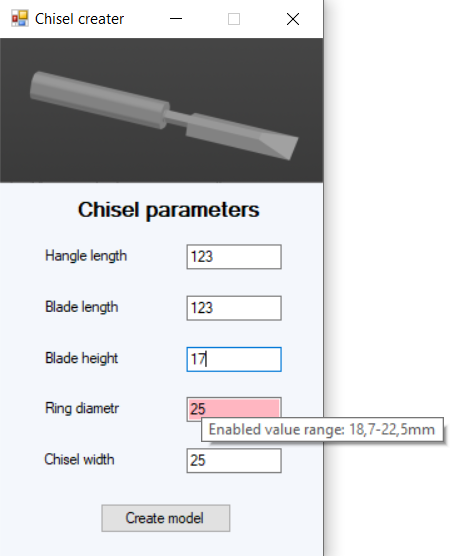 Chisel creater
Chisel parameters
Hangle length 123
Blade length 123
Blade height 17
Ring diametr 25
Enabled value range: 18,7-22,5mm
Chisel width 25
Create model